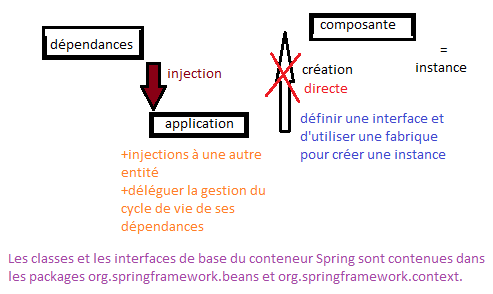 dépendances
injection
application
+injections à une autre
entité
+déléguer la gestion du
cycle de vie de ses
dépendances
composante
=
instance
création
directe
définir une interface et
d'utiliser une fabrique
pour créer une instance
Les classes et les interfaces de base du conteneur Spring sont contenues dans
les packages org.springframework.beans et org.springframework.context.